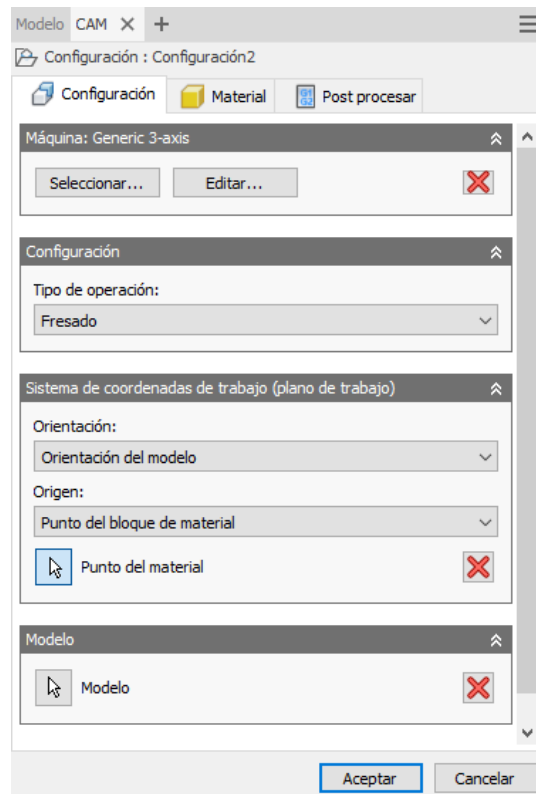 Modelo CAM
Configuración : Configuración2
Configuración Material G1 G2 Post procesar
Máquina: Generic 3-axis
Seleccionar... Editar...
Configuración
Tipo de operación:
Fresado
Sistema de coordenadas de trabajo (plano de trabajo)
Orientación:
Orientación del modelo
Origen:
Punto del bloque de material
Punto del material
Modelo
Modelo
Aceptar Cancelar